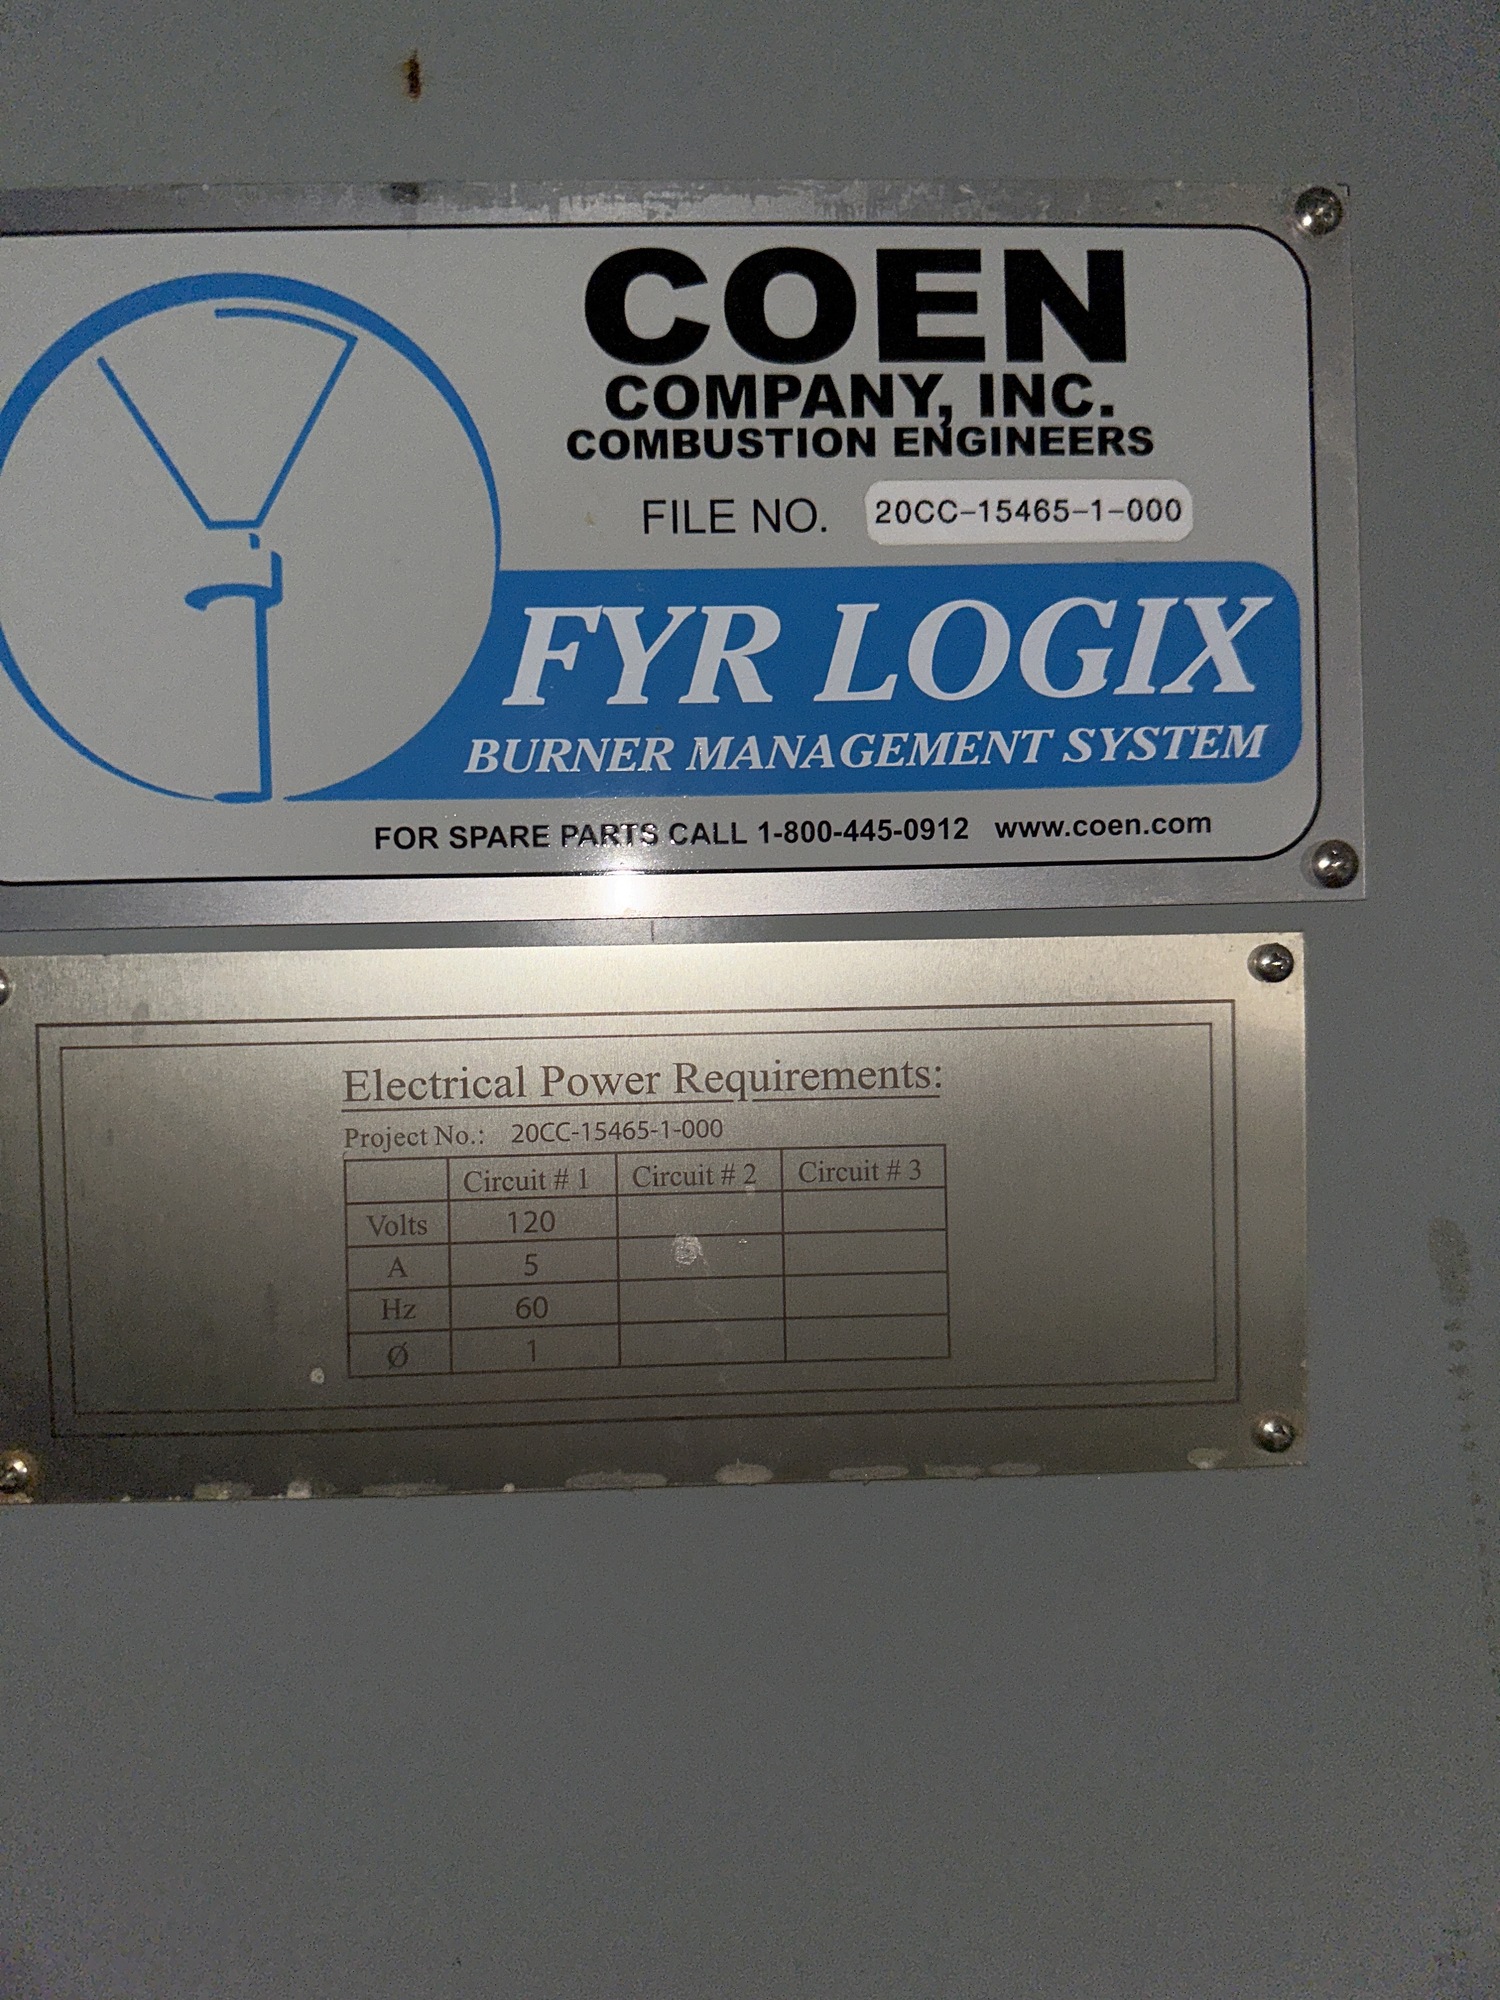 COEN
COMPANY, INC.
COMBUSTION ENGINEERS
FILE NO. 20CC-15465-1-000
FYR LOGIX
BURNER MANAGEMENT SYSTEM
FOR SPARE PARTS CALL 1-800-445-0912 www.coen.com
Electrical Power Requirements:
Project No.: 20CC-15465-1-000
Circuit # 1 Circuit # 2 Circuit # 3
Volts 120
A 5
Hz 60
Ø 1